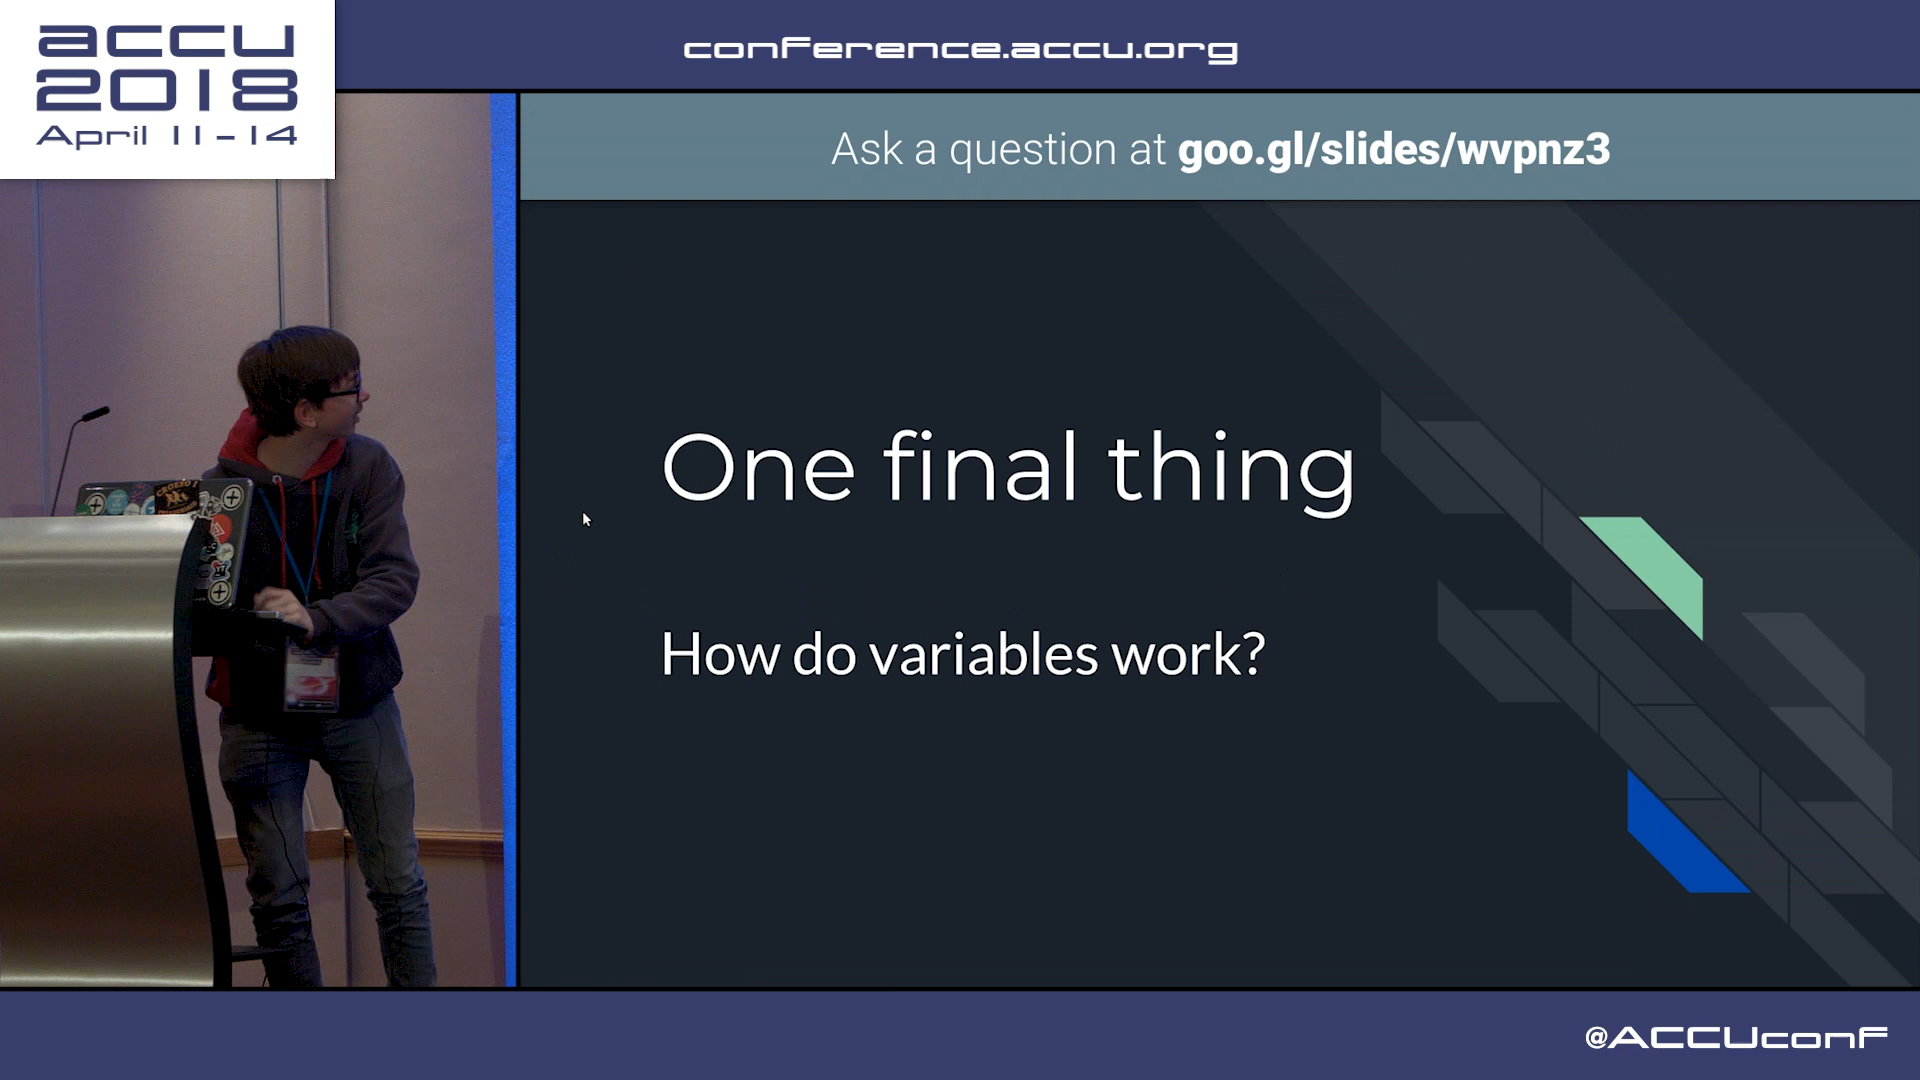 accu
2018
April 11-14
conference.accu.org
Ask a question at goo.gl/slides/wvpnz3
One final thing
How do variables work?
@ACCUconf